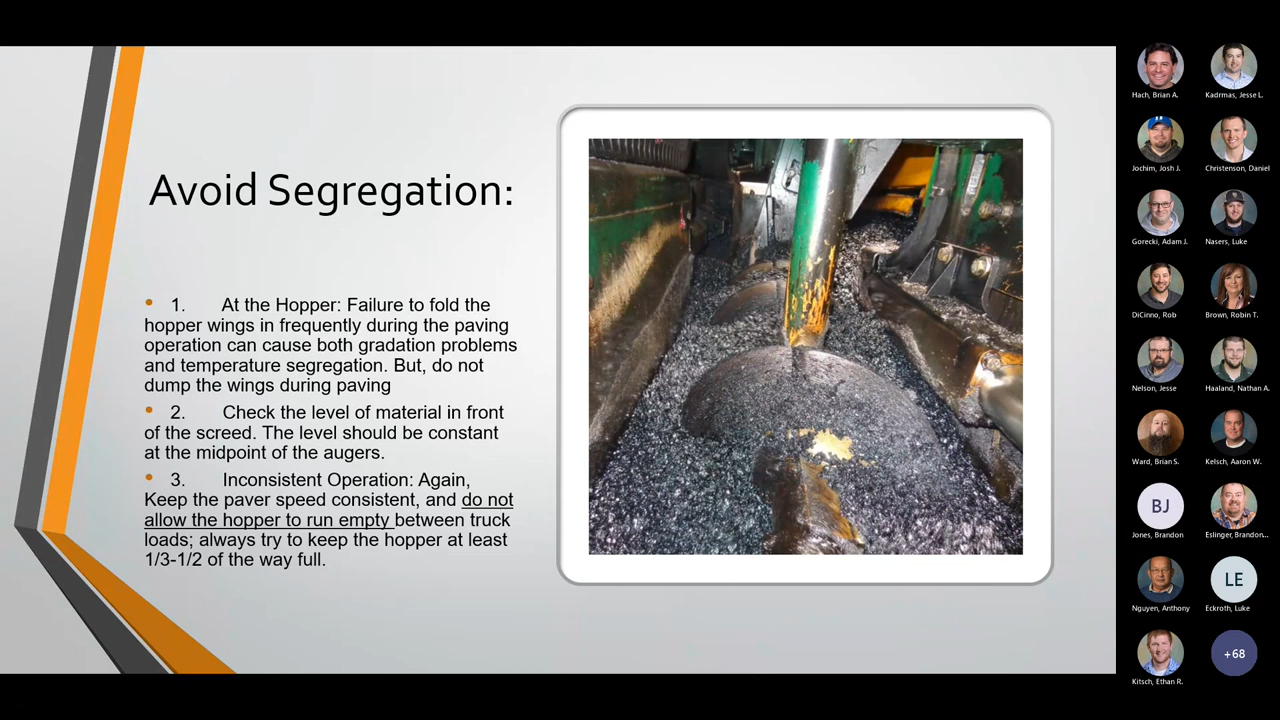 Avoid Segregation:
• 1. At the Hopper: Failure to fold the
hopper wings in frequently during the paving
operation can cause both gradation problems
and temperature segregation. But, do not
dump the wings during paving
• 2. Check the level of material in front
of the screed. The level should be constant
at the midpoint of the augers.
• 3. Inconsistent Operation: Again,
Keep the paver speed consistent, and do not
allow the hopper to run empty between truck
loads; always try to keep the hopper at least
1/3-1/2 of the way full.
Hach, Brian A.
Kadrmas, Jesse L.
Jochim, Josh J.
Christenson, Daniel
Gorecki, Adam J.
Nasers, Luke
DiCinno, Rob
Brown, Robin T.
Nelson, Jesse
Haaland, Nathan A.
Ward, Brian S.
Kelsch, Aaron W.
BJ
Jones, Brandon
Eslinger, Brandon...
Nguyen, Anthony
LE
Eckroth, Luke
Kitsch, Ethan R.
+68